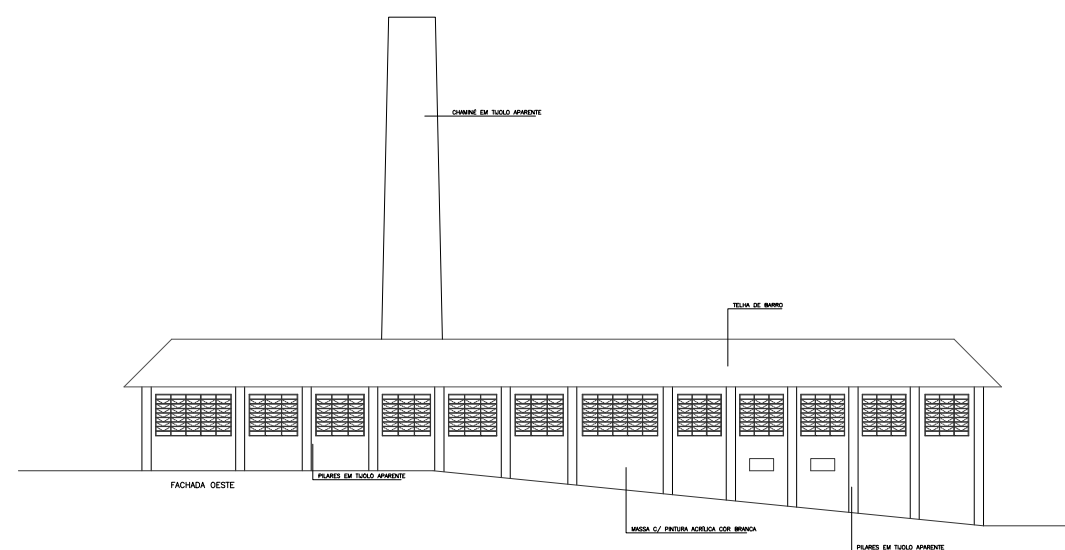 CHAMINÉ EM TIJOLO APARENTE
TELHA DE BARRO
PILARES EM TIJOLO APARENTE
FACHADA OESTE
MASSA C/ PINTURA ACRÍLICA COR BRANCA
PILARES EM TIJOLO APARENTE